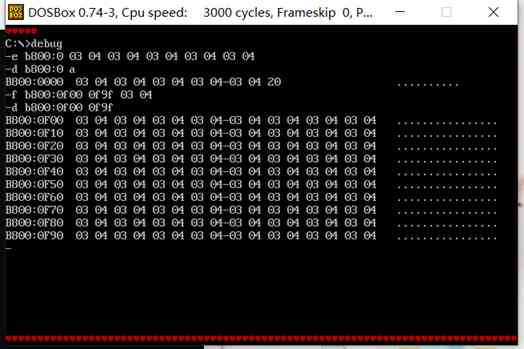 DOSBox 0.74-3, Cpu speed: 3000 cycles, Frameskip 0, P...
♥♥♥♥♥
C:\>debug
-e b800:0 03 04 03 04 03 04 03 04 03 04
-d b800:0 a
B800:0000 03 04 03 04 03 04 03 04-03 04 20 ..........
-f b800:0f00 0f9f 03 04
-d b800:0f00 0f9f
B800:0F00 03 04 03 04 03 04 03 04-03 04 03 04 03 04 03 04 ................
B800:0F10 03 04 03 04 03 04 03 04-03 04 03 04 03 04 03 04 ................
B800:0F20 03 04 03 04 03 04 03 04-03 04 03 04 03 04 03 04 ................
B800:0F30 03 04 03 04 03 04 03 04-03 04 03 04 03 04 03 04 ................
B800:0F40 03 04 03 04 03 04 03 04-03 04 03 04 03 04 03 04 ................
B800:0F50 03 04 03 04 03 04 03 04-03 04 03 04 03 04 03 04 ................
B800:0F60 03 04 03 04 03 04 03 04-03 04 03 04 03 04 03 04 ................
B800:0F70 03 04 03 04 03 04 03 04-03 04 03 04 03 04 03 04 ................
B800:0F80 03 04 03 04 03 04 03 04-03 04 03 04 03 04 03 04 ................
B800:0F90 03 04 03 04 03 04 03 04-03 04 03 04 03 04 03 04 ................
-
♥♥♥♥♥♥♥♥♥♥♥♥♥♥♥♥♥♥♥♥♥♥♥♥♥♥♥♥♥♥♥♥♥♥♥♥♥♥♥♥♥♥♥♥♥♥♥♥♥♥♥♥♥♥♥♥♥♥♥♥♥♥♥♥♥♥♥♥♥♥♥♥♥♥♥♥♥♥♥♥